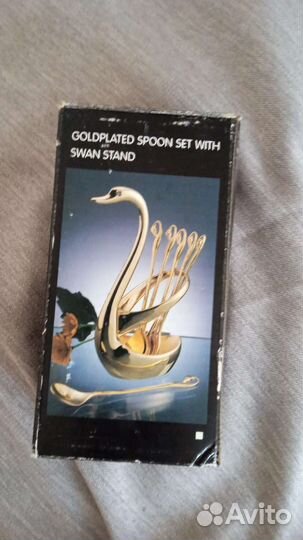 GOLDPLATED SPOON SET WITH
SWAN STAND
Avito